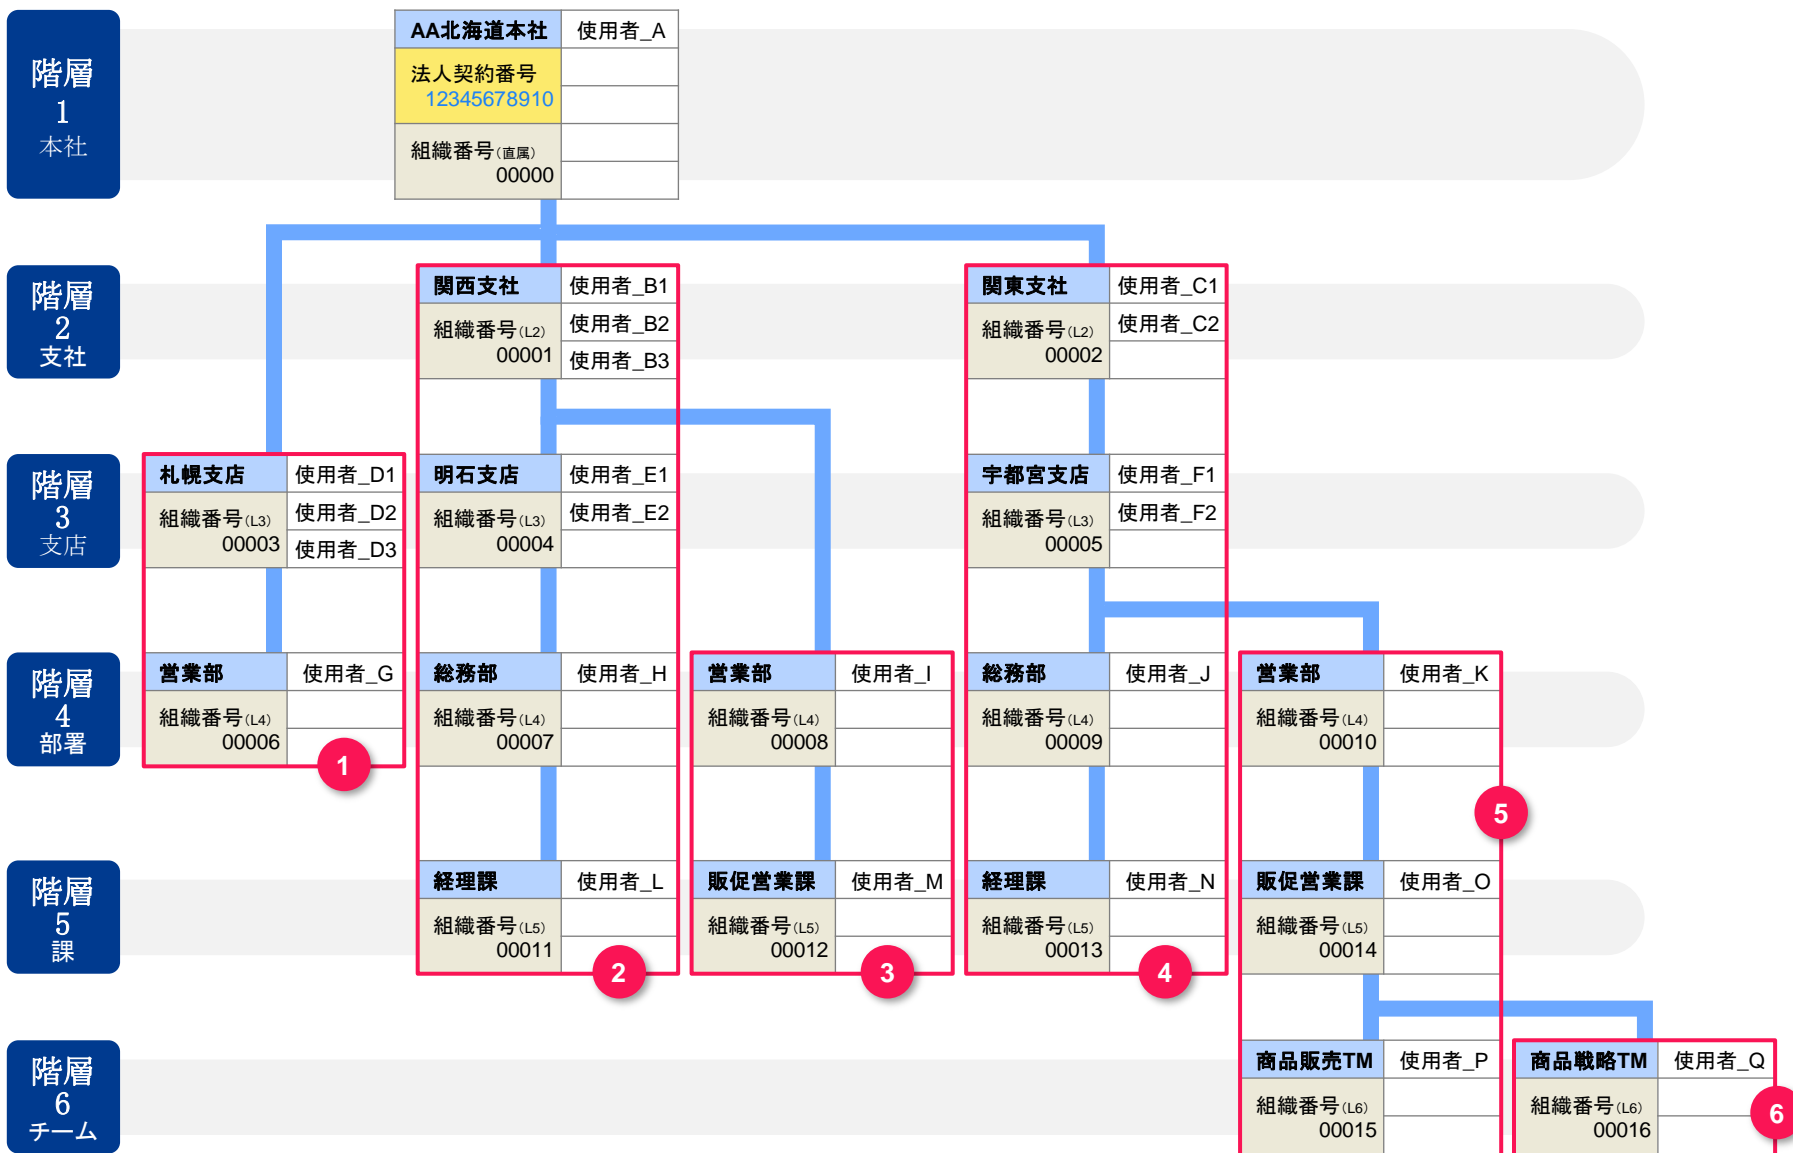 階層
1
本社
AA北海道本社
使用者_A
法人契約番号
12345678910
組織番号(直属)
00000
階層
2
支社
関西支社
使用者_B1
組織番号(L2)
00001
使用者_B2
使用者_B3
関東支社
使用者_C1
組織番号(L2)
00002
使用者_C2
階層
3
支店
札幌支店
使用者_D1
組織番号(L3)
00003
使用者_D2
使用者_D3
明石支店
使用者_E1
組織番号(L3)
00004
使用者_E2
宇都宮支店
使用者_F1
組織番号(L3)
00005
使用者_F2
階層
4
部署
営業部
使用者_G
組織番号(L4)
00006
1
総務部
使用者_H
組織番号(L4)
00007
営業部
使用者_I
組織番号(L4)
00008
総務部
使用者_J
組織番号(L4)
00009
営業部
使用者_K
組織番号(L4)
00010
5
階層
5
課
経理課
使用者_L
組織番号(L5)
00011
2
販促営業課
使用者_M
組織番号(L5)
00012
3
経理課
使用者_N
組織番号(L5)
00013
4
販促営業課
使用者_O
組織番号(L5)
00014
階層
6
チーム
商品販売TM
使用者_P
組織番号(L6)
00015
商品戦略TM
使用者_Q
組織番号(L6)
00016
6